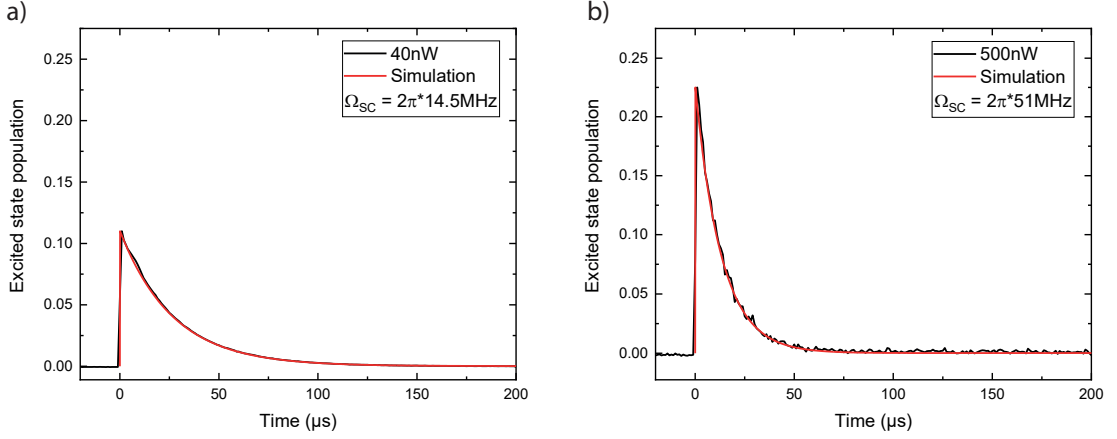 a)
0.25
0.20
0.15
0.10
0.05
0.00
Excited state population
40nW
Simulation
Ω_SC = 2π*14.5MHz
0 50 100 150 200
Time (μs)
b)
0.25
0.20
0.15
0.10
0.05
0.00
Excited state population
500nW
Simulation
Ω_SC = 2π*51MHz
0 50 100 150 200
Time (μs)